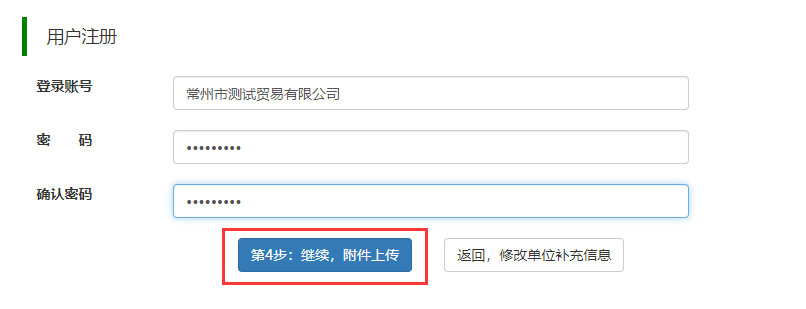 用户注册
登录账号 常州市测试贸易有限公司
密 码 •••••••••
确认密码 •••••••••
第4步：继续，附件上传 返回，修改单位补充信息